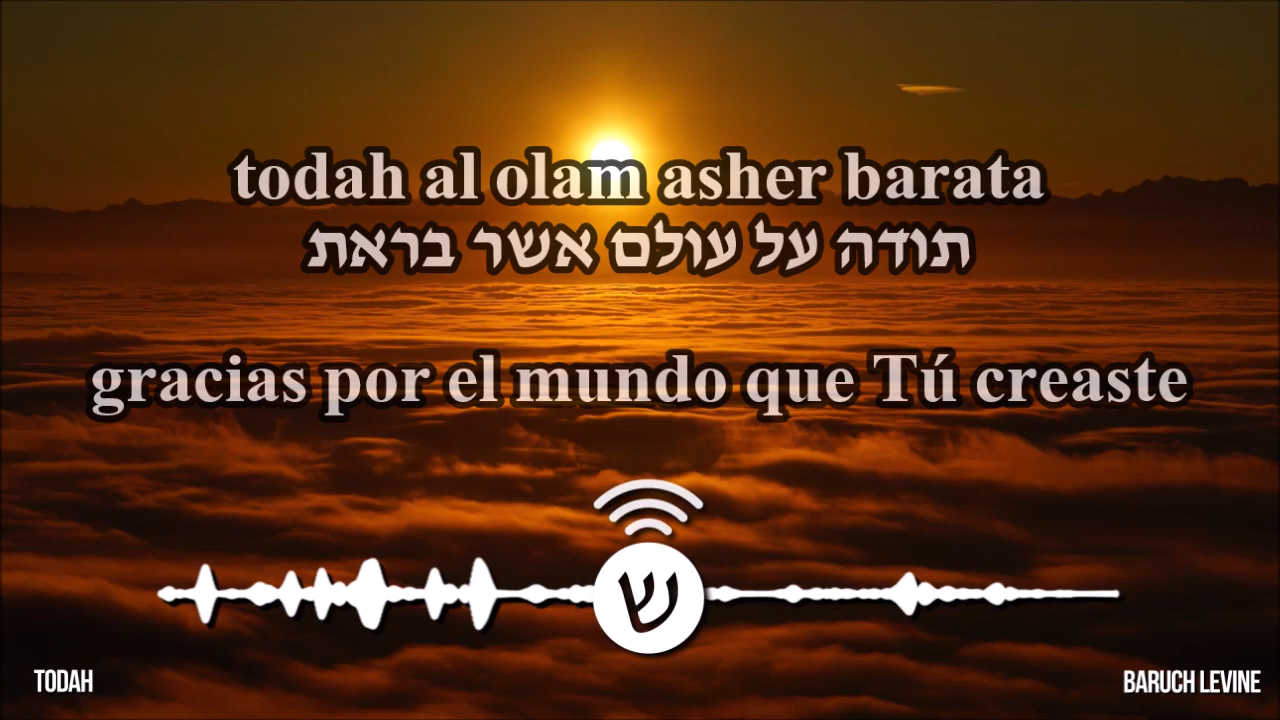 todah al olam asher barata
תודה על עולם אשר בראת
gracias por el mundo que Tú creaste
ש
TODAH
BARUCH LEVINE